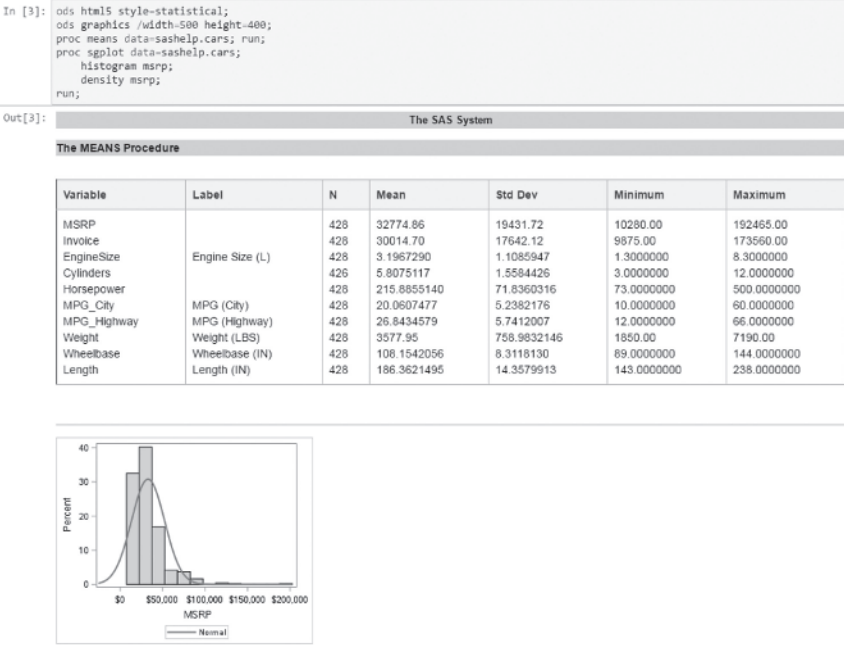 In [3]: ods html5 style=statistical;
ods graphics /width=500 height=400;
proc means data=sashelp.cars; run;
proc sgplot data=sashelp.cars;
histogram msrp;
density msrp;
run;
Out[3]: The SAS System
The MEANS Procedure
Variable Label N Mean Std Dev Minimum Maximum
MSRP 428 32774.86 19431.72 10280.00 192465.00
Invoice 428 30014.70 17642.12 9875.00 173560.00
EngineSize Engine Size (L) 428 3.1967290 1.1085947 1.3000000 8.3000000
Cylinders 426 5.8075117 1.5584426 3.0000000 12.0000000
Horsepower 428 215.8855140 71.8360316 73.0000000 500.0000000
MPG_City MPG (City) 428 20.0607477 5.2382176 10.0000000 60.0000000
MPG_Highway MPG (Highway) 428 26.8434579 5.7412007 12.0000000 66.0000000
Weight Weight (LBS) 428 3577.95 758.9832146 1850.00 7190.00
Wheelbase Wheelbase (IN) 428 108.1542056 8.3118130 89.0000000 144.0000000
Length Length (IN) 428 186.3621495 14.3579913 143.0000000 238.0000000
40
30
20
10
0
Percent
$0 $50,000 $100,000 $150,000 $200,000
MSRP
Normal